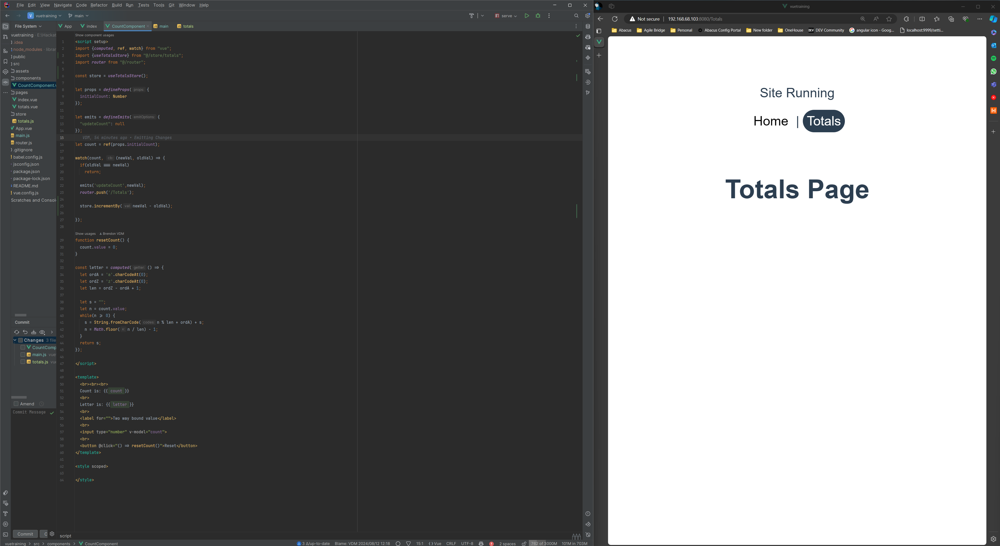 File Edit View Navigate Code Refactor Build Run Tests Tools Git Window Help
V vuetraining main serve
File System
App index CountComponent main totals
vuetraining · E:\Hackat
.idea
node_modules · librar
public
src
assets
components
CountComponent.v
pages
index.vue
totals.vue
store
totals.js
App.vue
main.js
router.js
.gitignore
babel.config.js
jsconfig.json
package.json
package-lock.json
README.md
vue.config.js
Scratches and Consol
Commit
Changes 3 file
CountComp
main.js vue
totals.js vue
Amend
Commit Message
Commit C
Show component usages
1 <script setup>
2 import {computed, ref, watch} from "vue";
3 import {useTotalsStore} from "@/store/totals";
4 import router from "@/router";
5
6 const store = useTotalsStore();
7
8 let props = defineProps( props: {
9 initialCount: Number
10 });
11
12 let emits = defineEmits( emitOptions: {
13 "updateCount": null
14 });
15 VDM, 54 minutes ago • Emitting Changes
16 let count = ref(props.initialCount);
17
18 watch(count, cb: (newVal, oldVal) => {
19 if(oldVal === newVal)
20 return;
21
22 emits('updateCount',newVal);
23 router.push('/Totals');
24
25 store.incrementBy( val: newVal - oldVal);
26
27 });
28
Show usages Brendon VDM
29 function resetCount() {
30 count.value = 0;
31 }
32
33 const letter = computed( getter: () => {
34 let ordA = 'a'.charCodeAt(0);
35 let ordZ = 'z'.charCodeAt(0);
36 let len = ordZ - ordA + 1;
37
38 let s = "";
39 let n = count.value;
40 while(n >= 0) {
41 s = String.fromCharCode( codes: n % len + ordA) + s;
42 n = Math.floor( x: n / len) - 1;
43 }
44 return s;
45 });
46
47 </script>
48
49 <template>
50 <br><br><br>
51 Count is: {{ count }}
52 <br>
53 Letter is: {{ letter }}
54 <br>
55 <label for="">Two way bound value</label>
56 <br>
57 <input type="number" v-model="count">
58 <br>
59 <button @click="() => resetCount()">Reset</button>
60 </template>
61
62 <style scoped>
63
64 </style>
script
vuetraining > src > components > CountComponent
3 Δ/up-to-date Blame: VDM 2024/08/12 12:18 15:1 {} Vue CRLF UTF-8 2 spaces 762 of 3000M 101M in 703M
vuetraining
Not secure 192.168.68.103:8080/Totals
Abacus Agile Bridge Personal Abacus Config Portal New folder OneHouse DEV DEV Community angular icon - Goog... localhost:9999/setti...
Site Running
Home | Totals
Totals Page